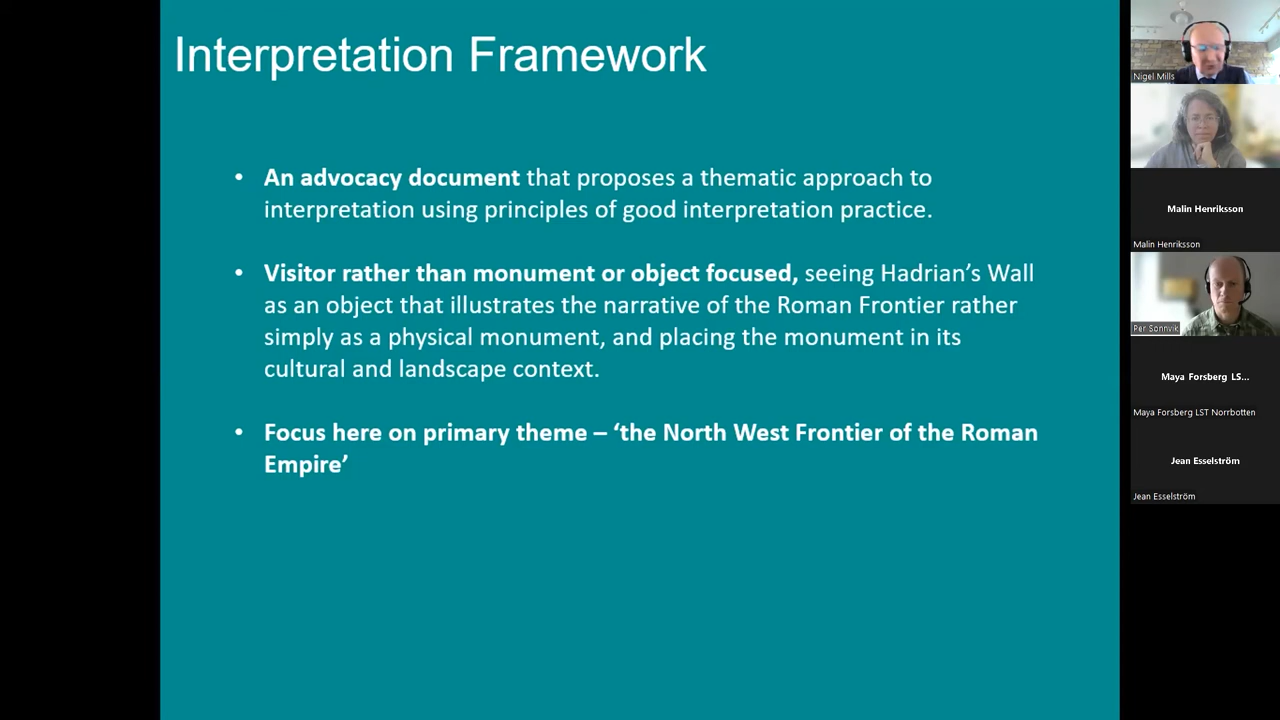 Interpretation Framework
• An advocacy document that proposes a thematic approach to
interpretation using principles of good interpretation practice.
• Visitor rather than monument or object focused, seeing Hadrian’s Wall
as an object that illustrates the narrative of the Roman Frontier rather
simply as a physical monument, and placing the monument in its
cultural and landscape context.
• Focus here on primary theme – ‘the North West Frontier of the Roman
Empire’
Nigel Mills
Malin Henriksson
Malin Henriksson
Per Sonnvik
Maya Forsberg LS...
Maya Forsberg LST Norrbotten
Jean Esselström
Jean Esselström